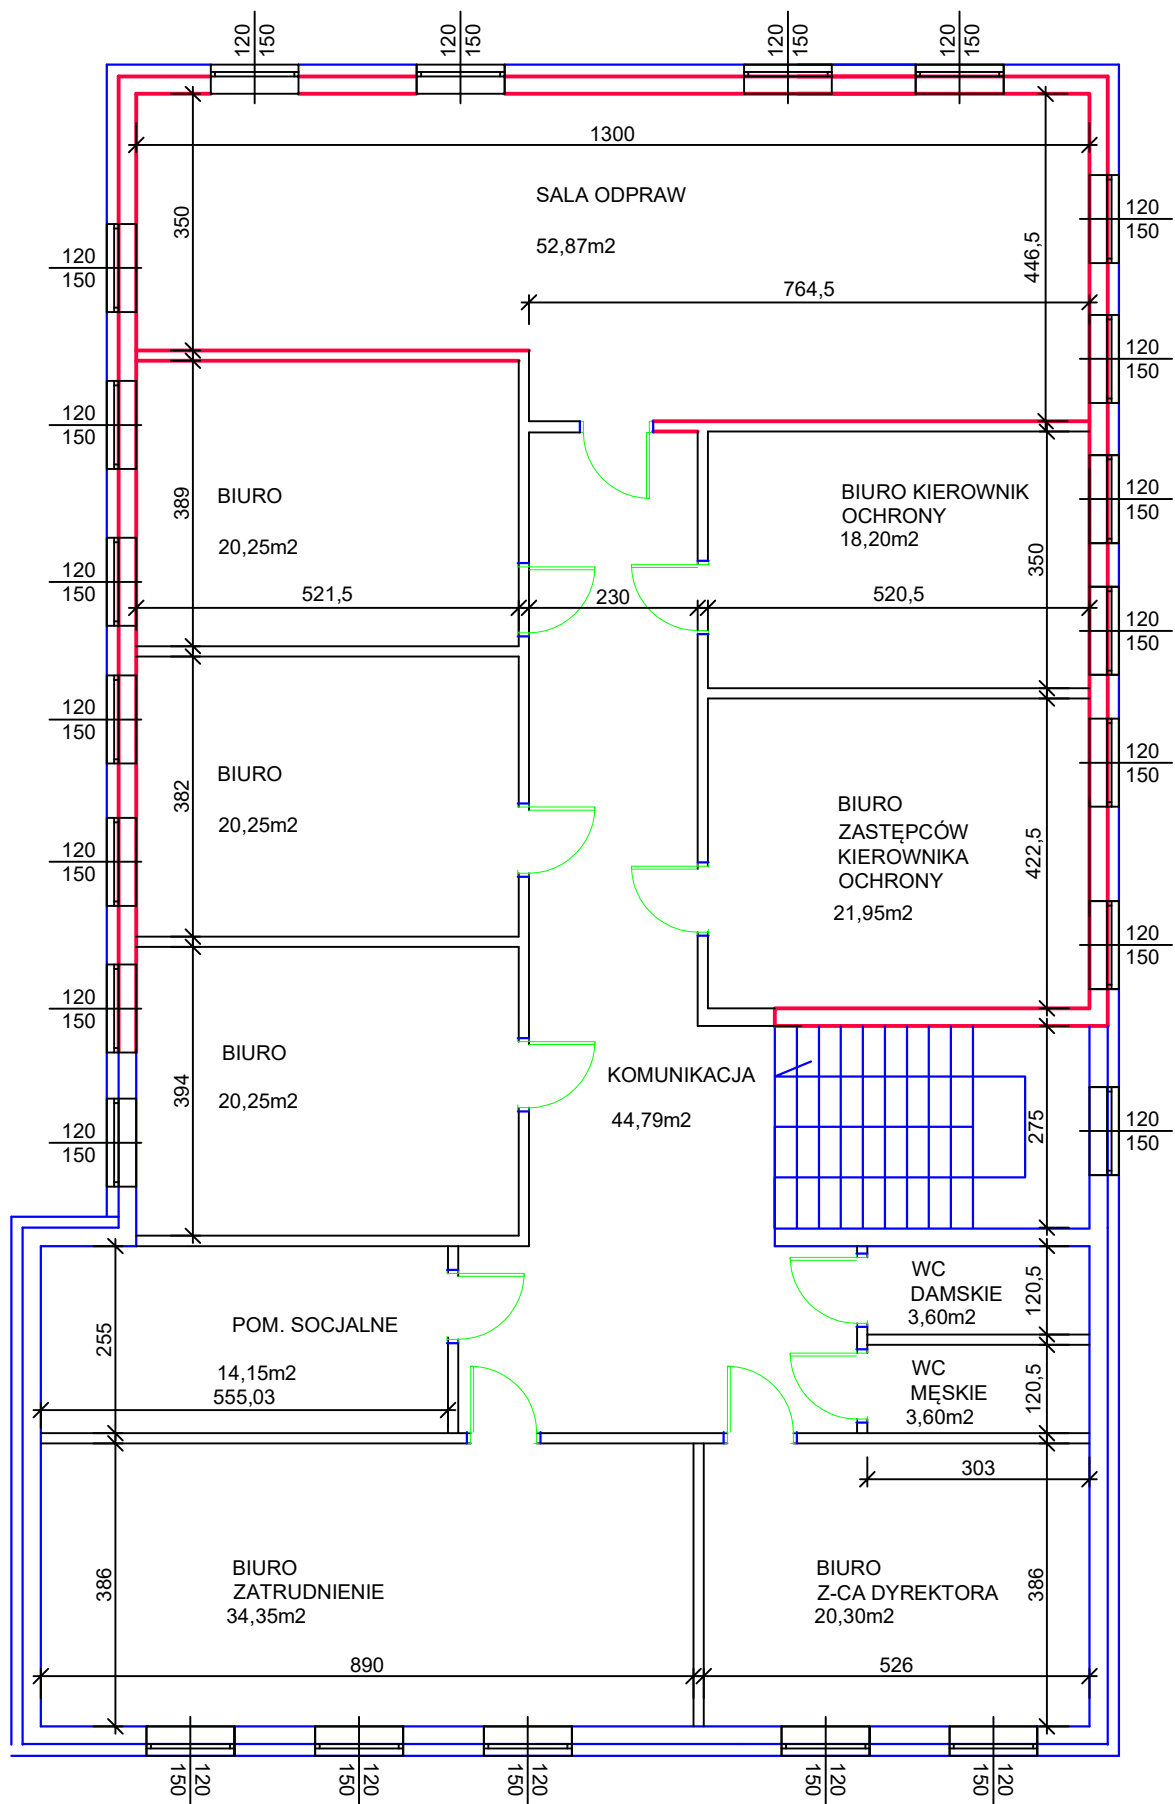 120
150
120
150
120
150
120
150
1300
SALA ODPRAW
52,87m2
350
446,5
764,5
120
150
120
150
120
150
120
150
BIURO
20,25m2
389
BIURO KIEROWNIK
OCHRONY
18,20m2
350
120
150
120
150
521,5
230
520,5
120
150
120
150
BIURO
20,25m2
382
BIURO
ZASTĘPCÓW
KIEROWNIKA
OCHRONY
21,95m2
422,5
120
150
120
150
120
150
120
150
BIURO
20,25m2
394
KOMUNIKACJA
44,79m2
275
120
150
120
150
POM. SOCJALNE
14,15m2
555,03
255
WC
DAMSKIE
3,60m2
120,5
WC
MĘSKIE
3,60m2
120,5
303
BIURO
ZATRUDNIENIE
34,35m2
386
BIURO
Z-CA DYREKTORA
20,30m2
386
890
526
120
150
120
150
120
150
120
150
120
150